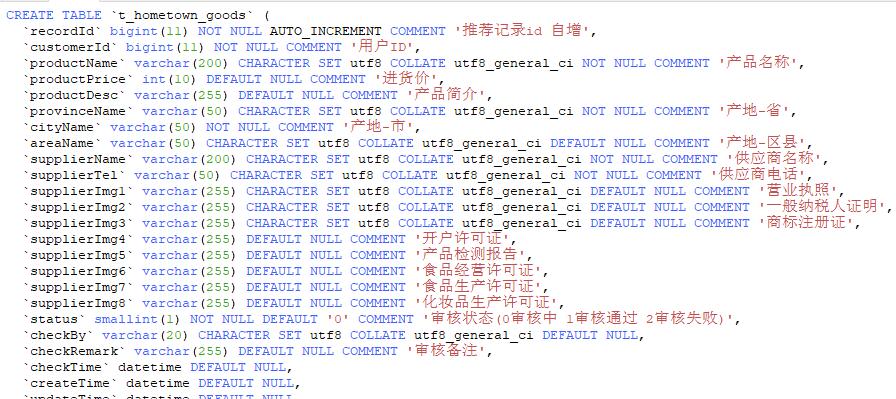 CREATE TABLE `t_hometown_goods` (
`recordId` bigint(11) NOT NULL AUTO_INCREMENT COMMENT '推荐记录id 自增',
`customerId` bigint(11) NOT NULL COMMENT '用户ID',
`productName` varchar(200) CHARACTER SET utf8 COLLATE utf8_general_ci NOT NULL COMMENT '产品名称',
`productPrice` int(10) DEFAULT NULL COMMENT '进货价',
`productDesc` varchar(255) DEFAULT NULL COMMENT '产品简介',
`provinceName` varchar(50) CHARACTER SET utf8 COLLATE utf8_general_ci NOT NULL COMMENT '产地-省',
`cityName` varchar(50) NOT NULL COMMENT '产地-市',
`areaName` varchar(50) CHARACTER SET utf8 COLLATE utf8_general_ci DEFAULT NULL COMMENT '产地-区县',
`supplierName` varchar(200) CHARACTER SET utf8 COLLATE utf8_general_ci NOT NULL COMMENT '供应商名称',
`supplierTel` varchar(50) CHARACTER SET utf8 COLLATE utf8_general_ci NOT NULL COMMENT '供应商电话',
`supplierImg1` varchar(255) CHARACTER SET utf8 COLLATE utf8_general_ci DEFAULT NULL COMMENT '营业执照',
`supplierImg2` varchar(255) CHARACTER SET utf8 COLLATE utf8_general_ci DEFAULT NULL COMMENT '一般纳税人证明',
`supplierImg3` varchar(255) CHARACTER SET utf8 COLLATE utf8_general_ci DEFAULT NULL COMMENT '商标注册证',
`supplierImg4` varchar(255) DEFAULT NULL COMMENT '开户许可证',
`supplierImg5` varchar(255) DEFAULT NULL COMMENT '产品检测报告',
`supplierImg6` varchar(255) DEFAULT NULL COMMENT '食品经营许可证',
`supplierImg7` varchar(255) DEFAULT NULL COMMENT '食品生产许可证',
`supplierImg8` varchar(255) DEFAULT NULL COMMENT '化妆品生产许可证',
`status` smallint(1) NOT NULL DEFAULT '0' COMMENT '审核状态(0审核中 1审核通过 2审核失败)',
`checkBy` varchar(20) CHARACTER SET utf8 COLLATE utf8_general_ci DEFAULT NULL,
`checkRemark` varchar(255) DEFAULT NULL COMMENT '审核备注',
`checkTime` datetime DEFAULT NULL,
`createTime` datetime DEFAULT NULL,
`updateTime` datetime DEFAULT NULL,